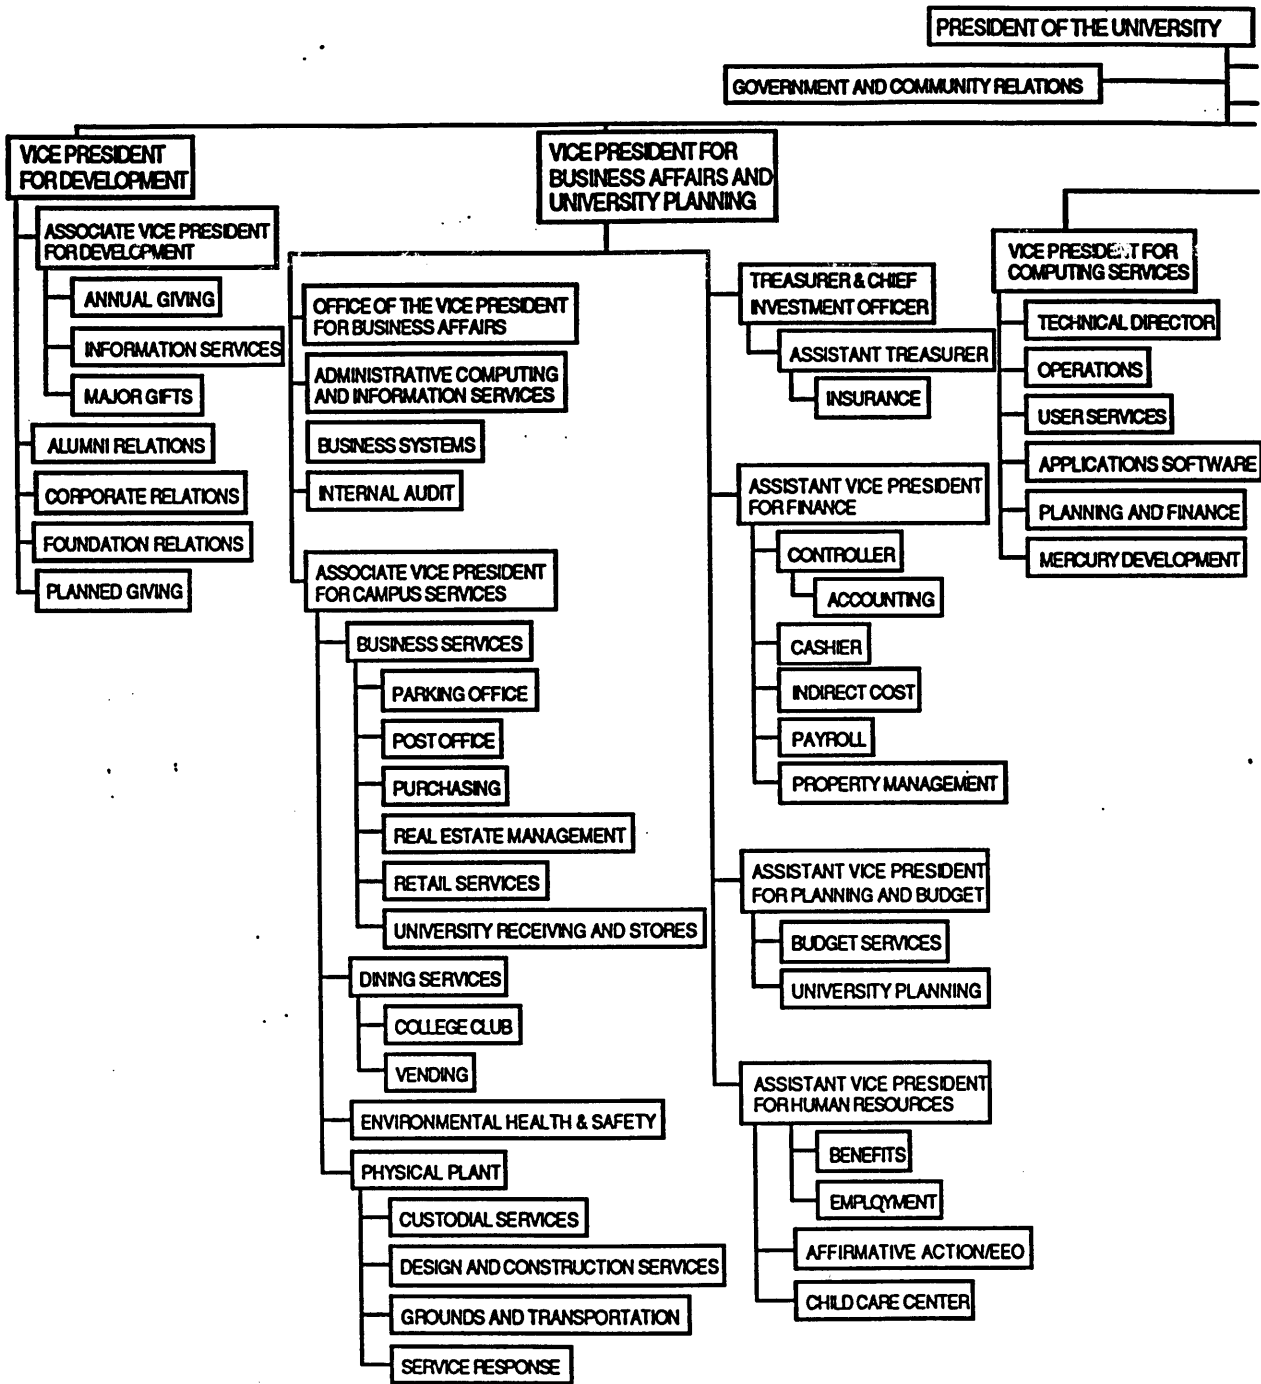 PRESIDENT OF THE UNIVERSITY
GOVERNMENT AND COMMUNITY RELATIONS
VICE PRESIDENT
FOR DEVELOPMENT
ASSOCIATE VICE PRESIDENT
FOR DEVELOPMENT
ANNUAL GIVING
INFORMATION SERVICES
MAJOR GIFTS
ALUMNI RELATIONS
CORPORATE RELATIONS
FOUNDATION RELATIONS
PLANNED GIVING
VICE PRESIDENT FOR
BUSINESS AFFAIRS AND
UNIVERSITY PLANNING
OFFICE OF THE VICE PRESIDENT
FOR BUSINESS AFFAIRS
ADMINISTRATIVE COMPUTING
AND INFORMATION SERVICES
BUSINESS SYSTEMS
INTERNAL AUDIT
ASSOCIATE VICE PRESIDENT
FOR CAMPUS SERVICES
BUSINESS SERVICES
PARKING OFFICE
POST OFFICE
PURCHASING
REAL ESTATE MANAGEMENT
RETAIL SERVICES
UNIVERSITY RECEIVING AND STORES
DINING SERVICES
COLLEGE CLUB
VENDING
ENVIRONMENTAL HEALTH & SAFETY
PHYSICAL PLANT
CUSTODIAL SERVICES
DESIGN AND CONSTRUCTION SERVICES
GROUNDS AND TRANSPORTATION
SERVICE RESPONSE
TREASURER & CHIEF
INVESTMENT OFFICER
ASSISTANT TREASURER
INSURANCE
ASSISTANT VICE PRESIDENT
FOR FINANCE
CONTROLLER
ACCOUNTING
CASHIER
INDIRECT COST
PAYROLL
PROPERTY MANAGEMENT
ASSISTANT VICE PRESIDENT
FOR PLANNING AND BUDGET
BUDGET SERVICES
UNIVERSITY PLANNING
ASSISTANT VICE PRESIDENT
FOR HUMAN RESOURCES
BENEFITS
EMPLOYMENT
AFFIRMATIVE ACTION/EEO
CHILD CARE CENTER
VICE PRESIDENT FOR
COMPUTING SERVICES
TECHNICAL DIRECTOR
OPERATIONS
USER SERVICES
APPLICATIONS SOFTWARE
PLANNING AND FINANCE
MERCURY DEVELOPMENT